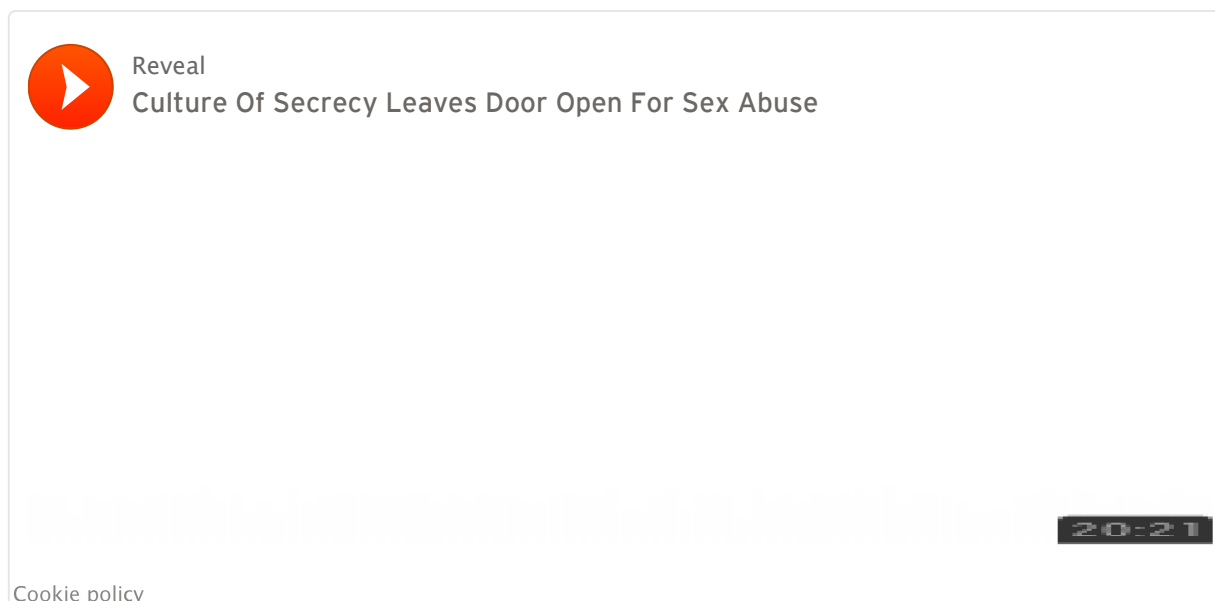 Reveal
Culture Of Secrecy Leaves Door Open For Sex Abuse
20:21
Cookie policy